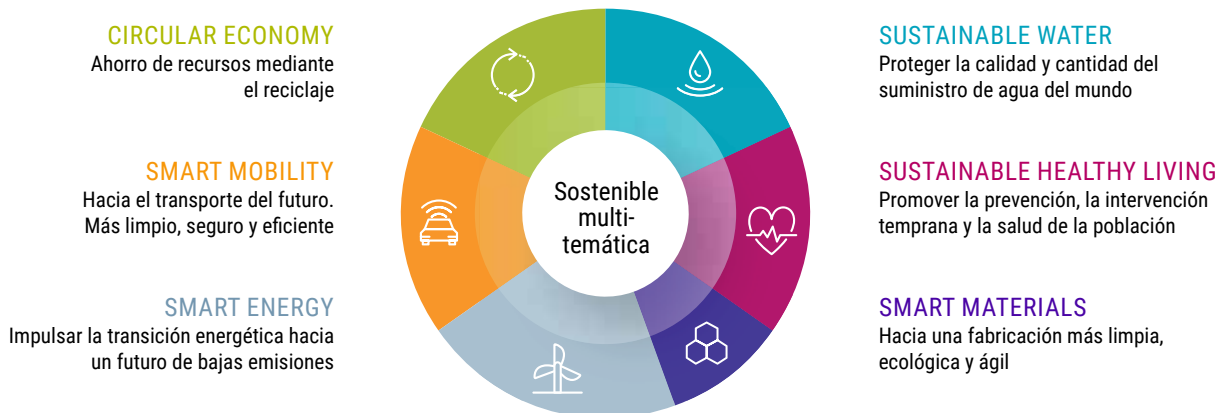 CIRCULAR ECONOMY
Ahorro de recursos mediante
el reciclaje
SMART MOBILITY
Hacia el transporte del futuro.
Más limpio, seguro y eficiente
SMART ENERGY
Impulsar la transición energética hacia
un futuro de bajas emisiones
Sostenible
multi-
temática
SUSTAINABLE WATER
Proteger la calidad y cantidad del
suministro de agua del mundo
SUSTAINABLE HEALTHY LIVING
Promover la prevención, la intervención
temprana y la salud de la población
SMART MATERIALS
Hacia una fabricación más limpia,
ecológica y ágil